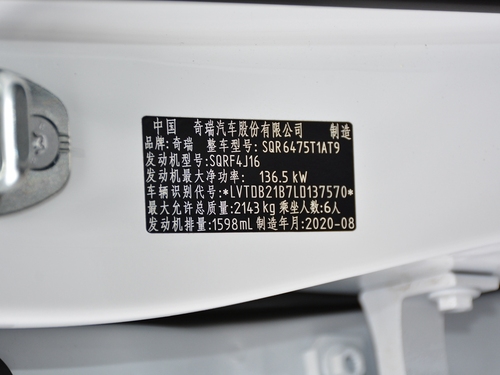 中国 奇瑞汽车股份有限公司 制造
品牌:奇瑞 整车型号:SQR6475T1AT9
发动机型号:SQRF4J16
发动机最大净功率: 136.5 kW
车辆识别代号:*LVTDB21B7LD137570*
最大允许总质量:2143 kg 乘坐人数:6人
发动机排量:1598mL 制造年月:2020-08